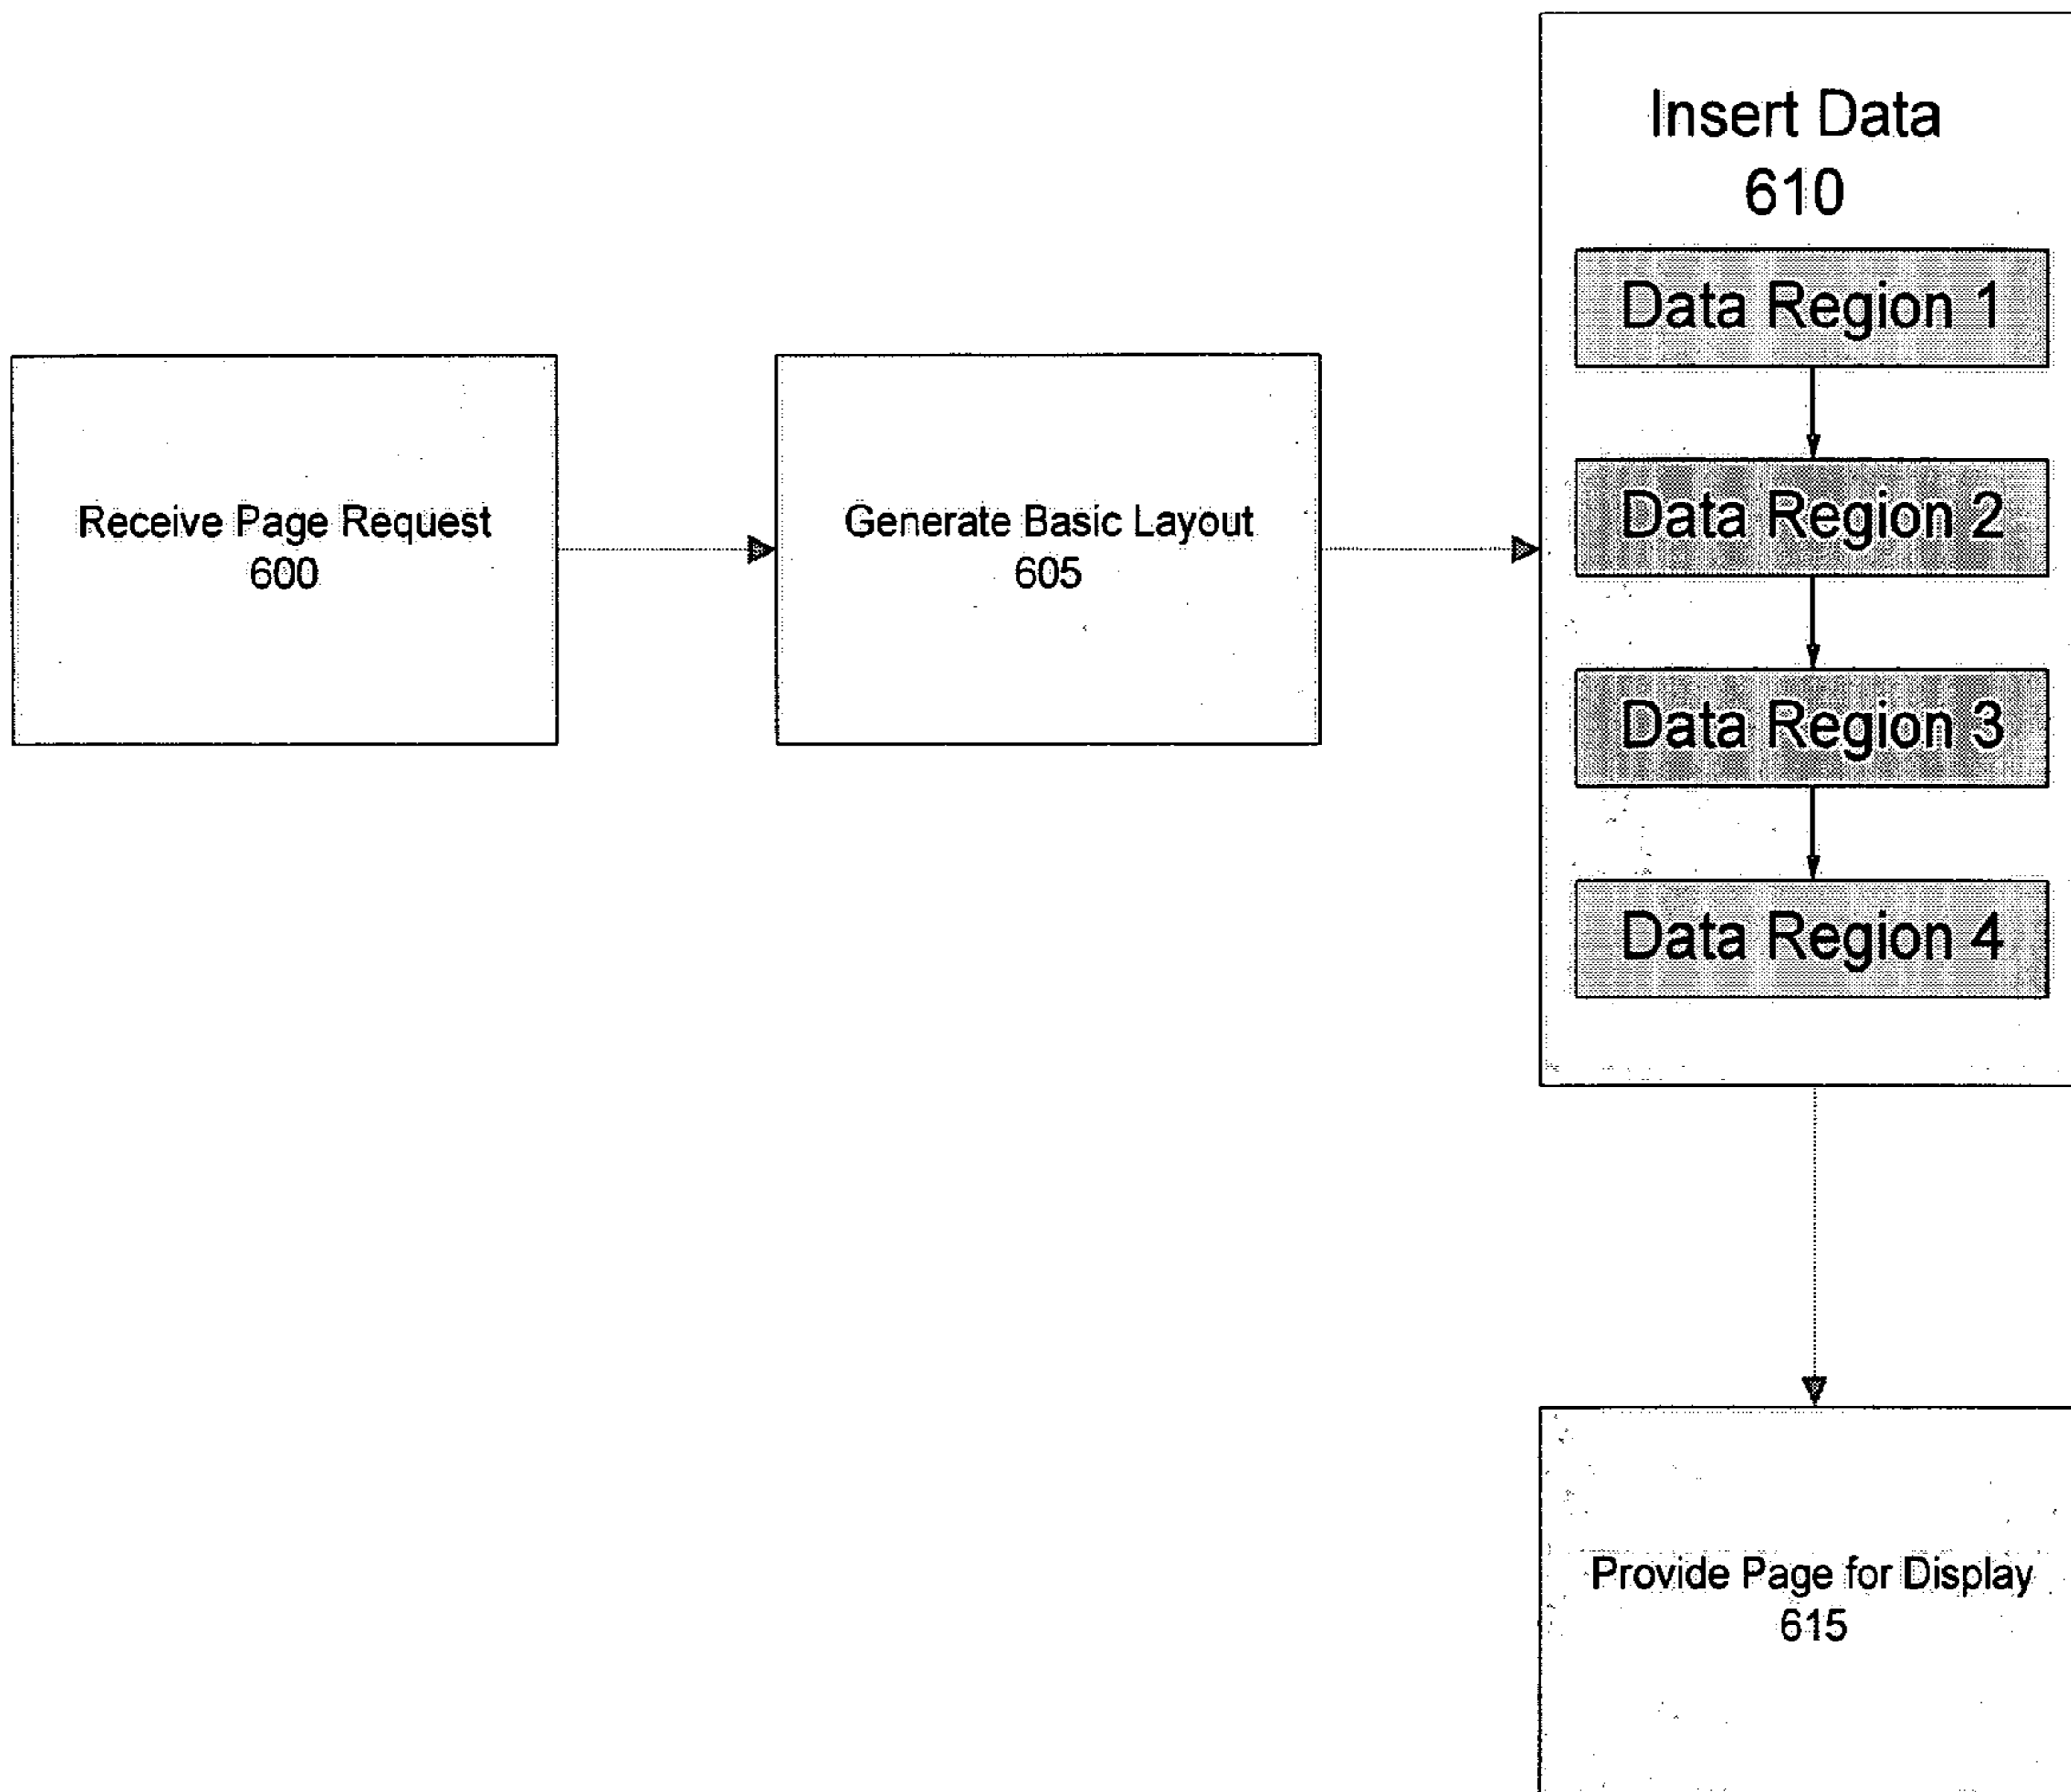 Receive Page Request
600
Generate Basic Layout
605
Insert Data
610
Data Region 1
Data Region 2
Data Region 3
Data Region 4
Provide Page for Display
615